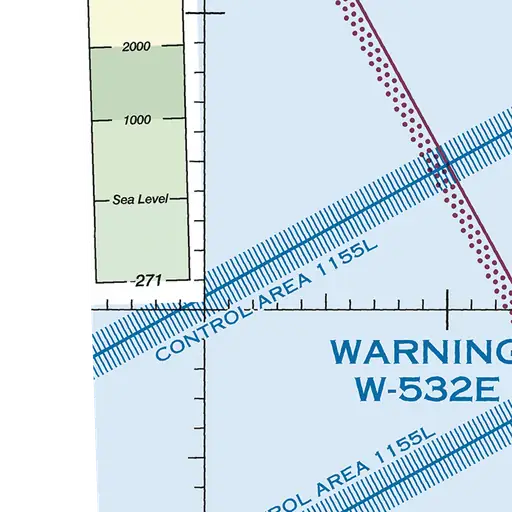 2000
1000
Sea Level
-271
CONTROL AREA 1155L
WARNING
W-532E
ROL AREA 1155L